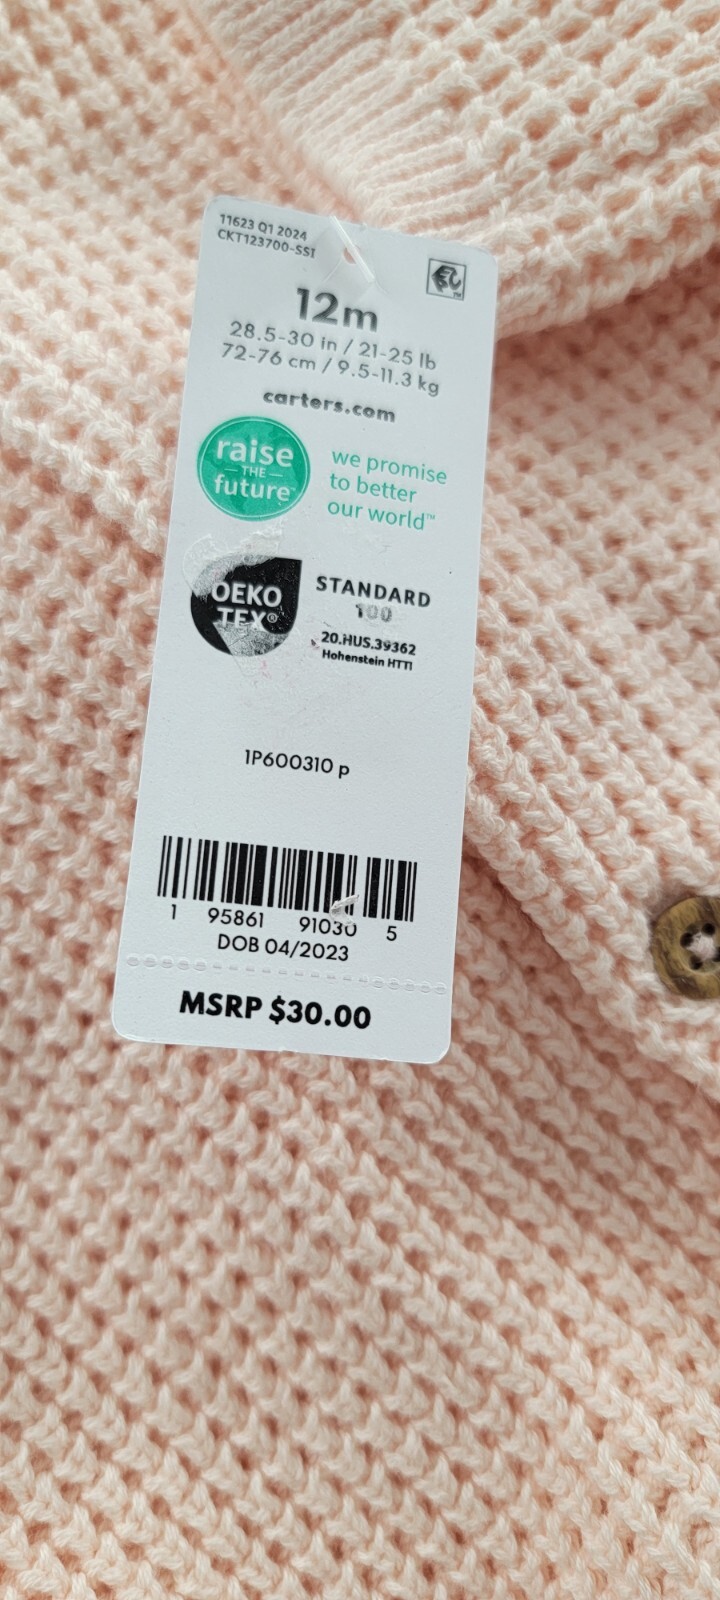 11623 Q1 2024
CKT123700-SSI
12m
28.5-30 in / 21-25 lb
72-76 cm / 9.5-11.3 kg
carters.com
raise
THE
future
we promise
to better
our world™
OEKO
TEX®
STANDARD
100
20.HUS.39362
Hohenstein HTTI
1P600310 p
1 95861 91030 5
DOB 04/2023
MSRP $30.00